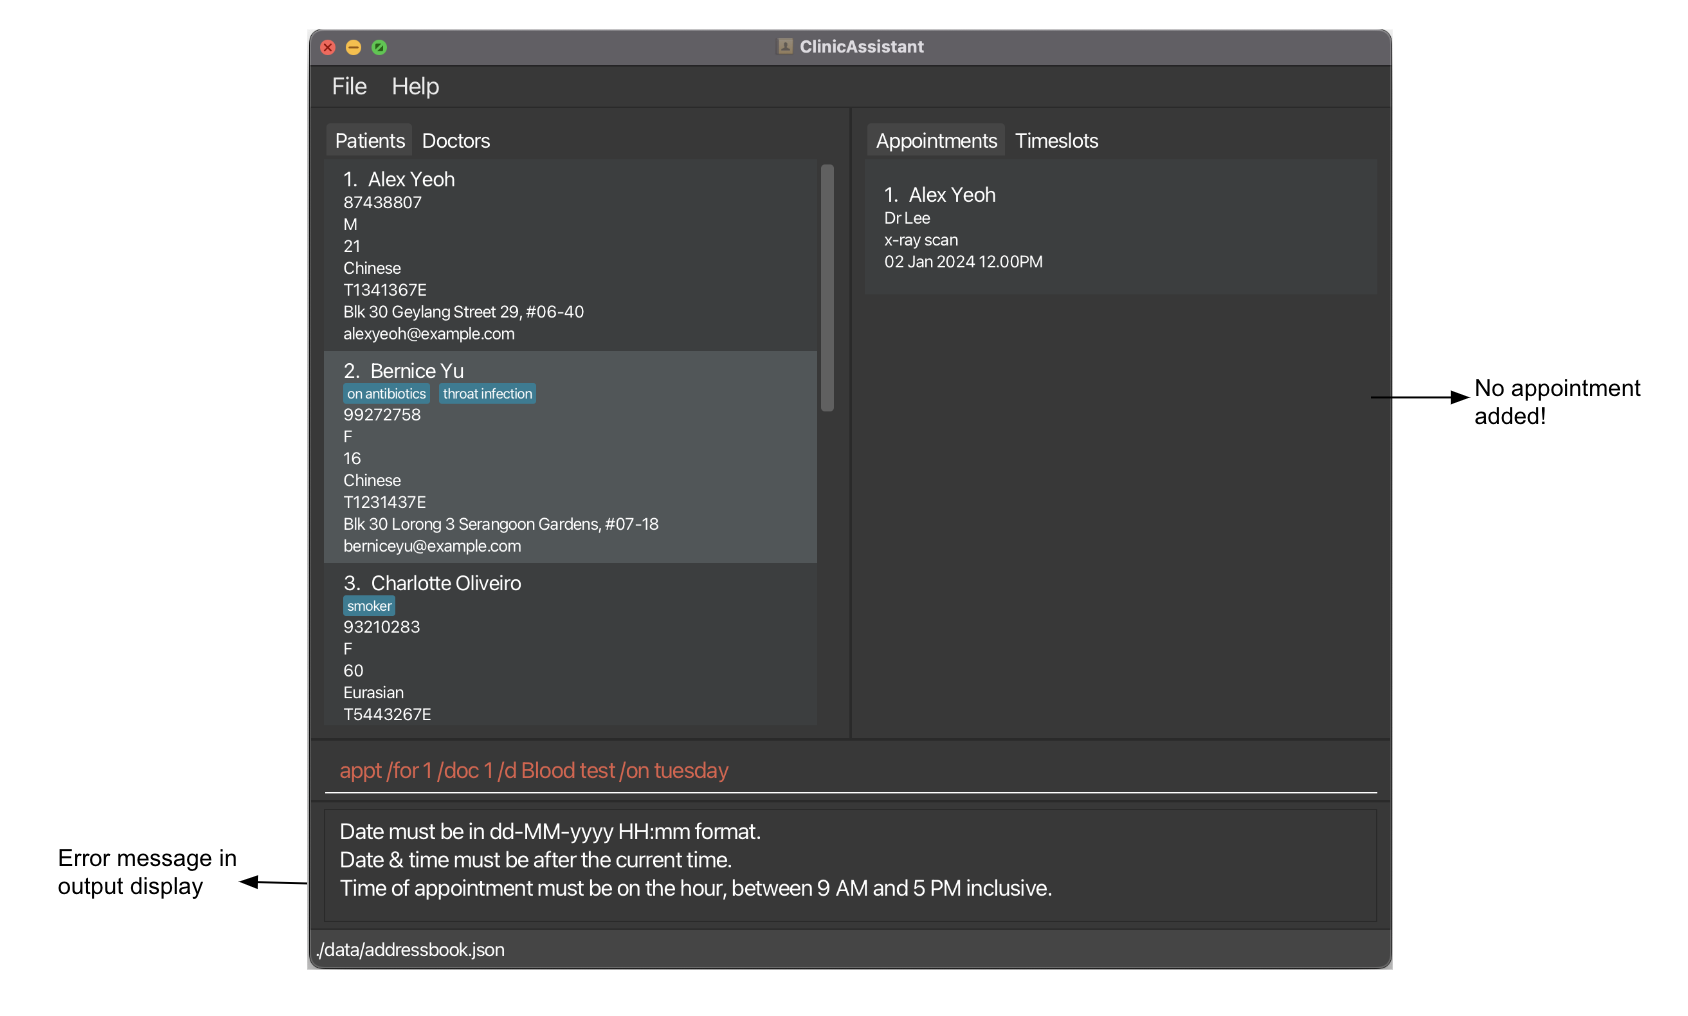 ClinicAssistant
File Help
Patients Doctors
1. Alex Yeoh
87438807
M
21
Chinese
T1341367E
Blk 30 Geylang Street 29, #06-40
alexyeoh@example.com
2. Bernice Yu
on antibiotics throat infection
99272758
F
16
Chinese
T1231437E
Blk 30 Lorong 3 Serangoon Gardens, #07-18
berniceyu@example.com
3. Charlotte Oliveiro
smoker
93210283
F
60
Eurasian
T5443267E
Appointments Timeslots
1. Alex Yeoh
Dr Lee
x-ray scan
02 Jan 2024 12.00PM
No appointment
added!
appt /for 1 /doc 1 /d Blood test /on tuesday
Date must be in dd-MM-yyyy HH:mm format.
Date & time must be after the current time.
Time of appointment must be on the hour, between 9 AM and 5 PM inclusive.
Error message in
output display
./data/addressbook.json